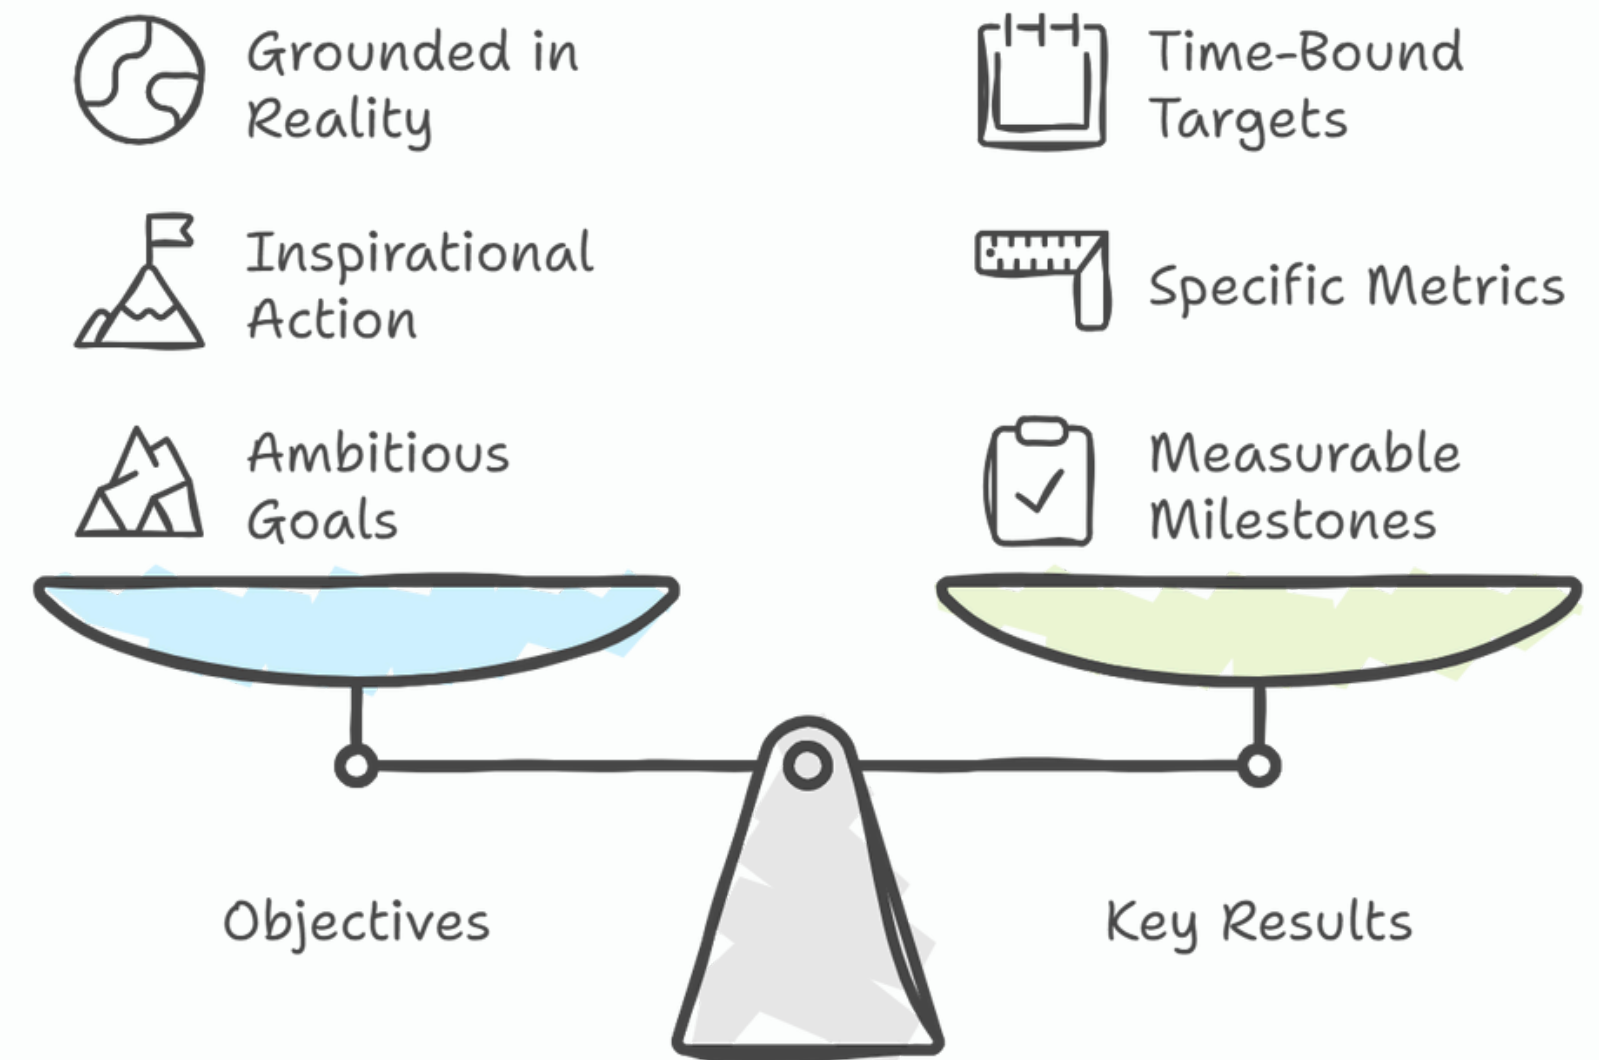 Grounded in
Reality
Inspirational
Action
Ambitious
Goals
Time-Bound
Targets
Specific Metrics
Measurable
Milestones
Objectives
Key Results